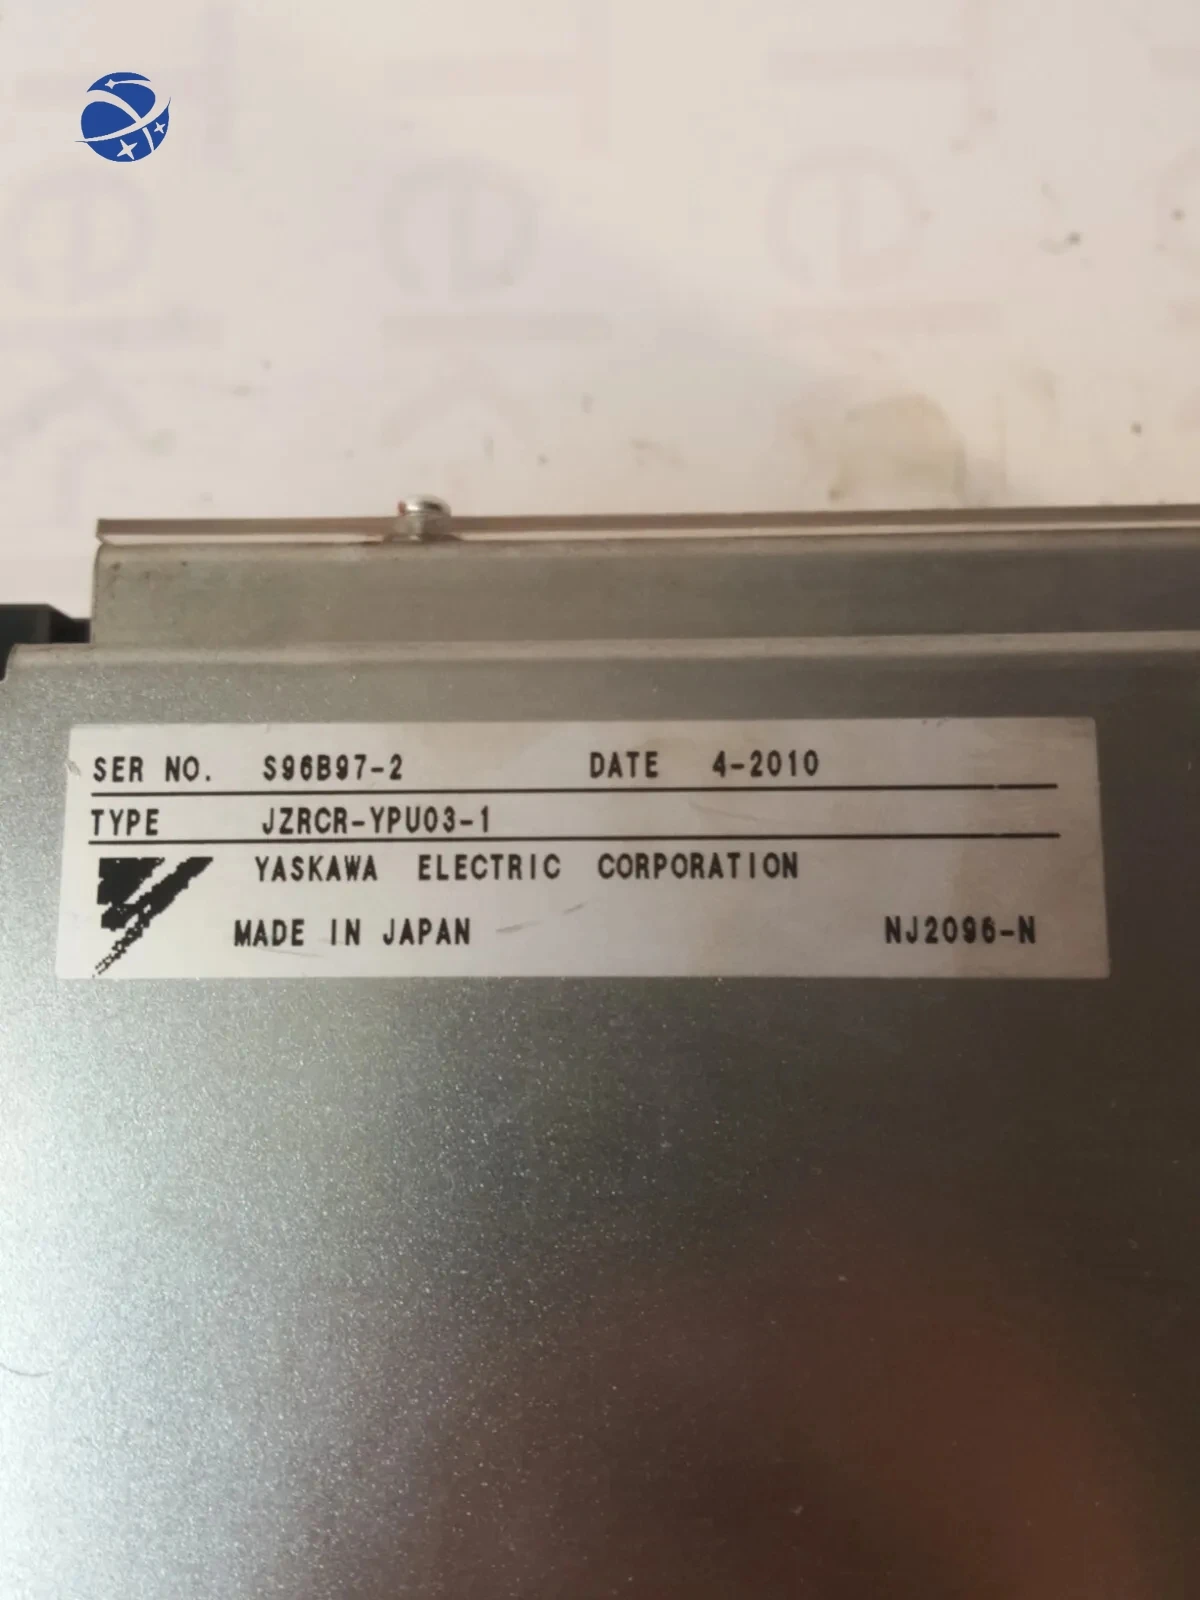 SER NO. S96B97-2 DATE 4-2010
TYPE JZRCR-YPU03-1
YASKAWA ELECTRIC CORPORATION
MADE IN JAPAN NJ2096-N